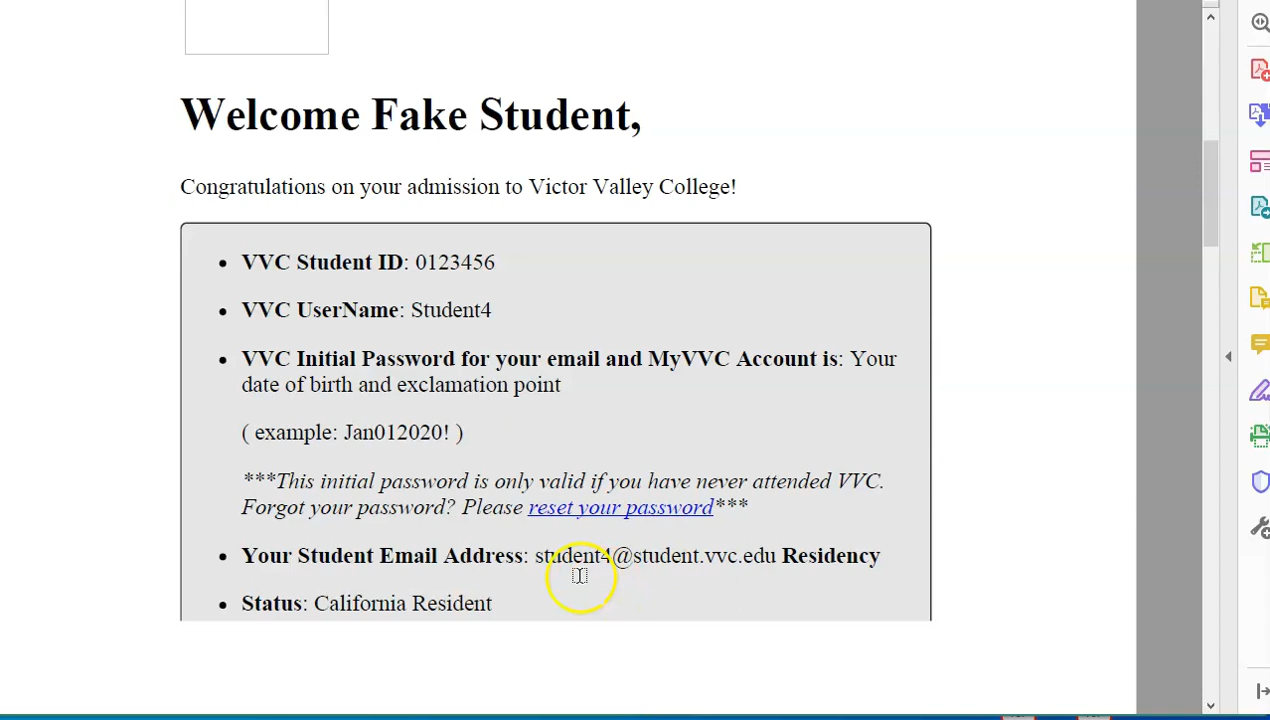 Welcome Fake Student,
Congratulations on your admission to Victor Valley College!
VVC Student ID: 0123456
VVC UserName: Student4
VVC Initial Password for your email and MyVVC Account is: Your
date of birth and exclamation point
( example: Jan012020! )
***This initial password is only valid if you have never attended VVC.
Forgot your password? Please reset your password***
Your Student Email Address: student4@student.vvc.edu Residency
Status: California Resident